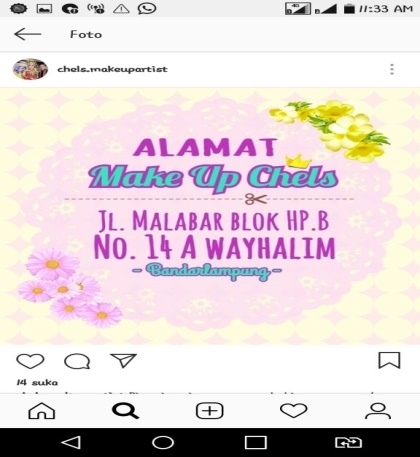 11:33 AM
Foto
chels.makeupartist
ALAMAT
Make Up Chels
JL. MALABAR BLOK HP.B
No. 14 A WAYHALIM
- Bandarlampung -
14 suka